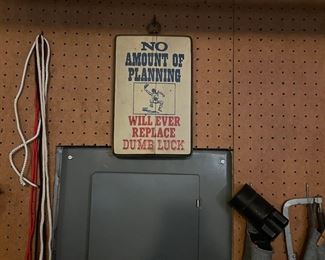 NO
AMOUNT OF
PLANNING
WILL EVER
REPLACE
DUMB LUCK